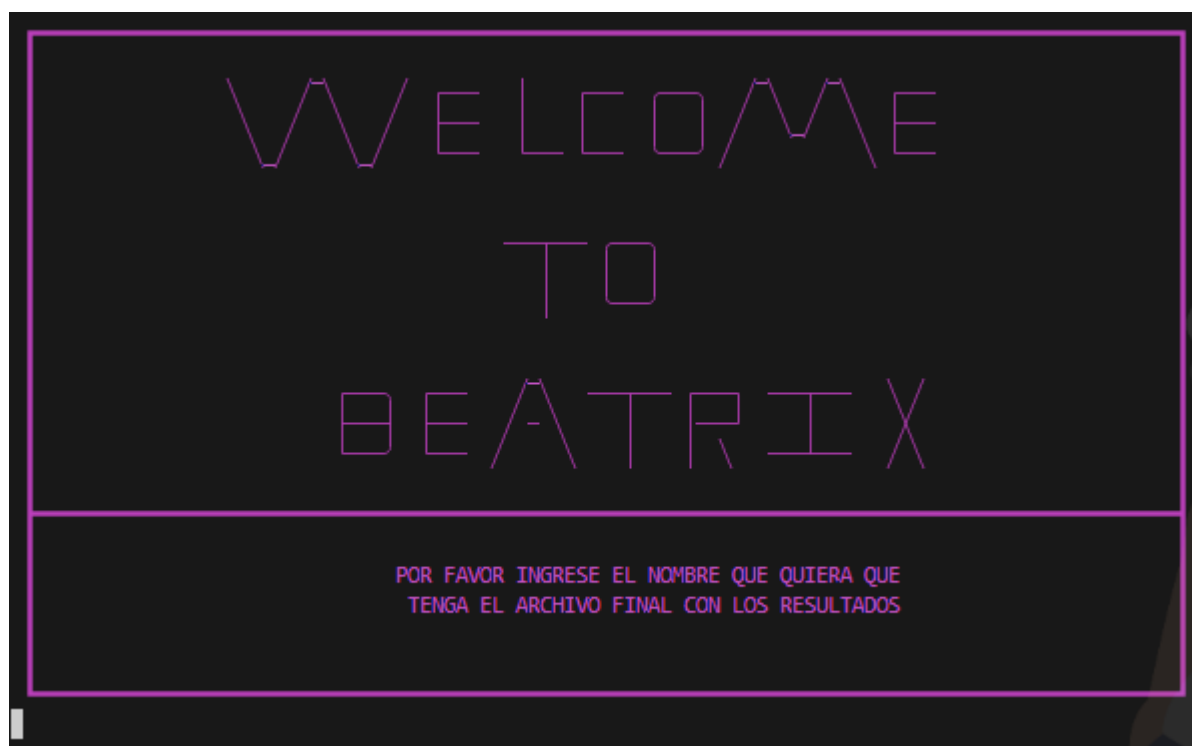 WELCOME
TO
BEATRIX
POR FAVOR INGRESE EL NOMBRE QUE QUIERA QUE
TENGA EL ARCHIVO FINAL CON LOS RESULTADOS